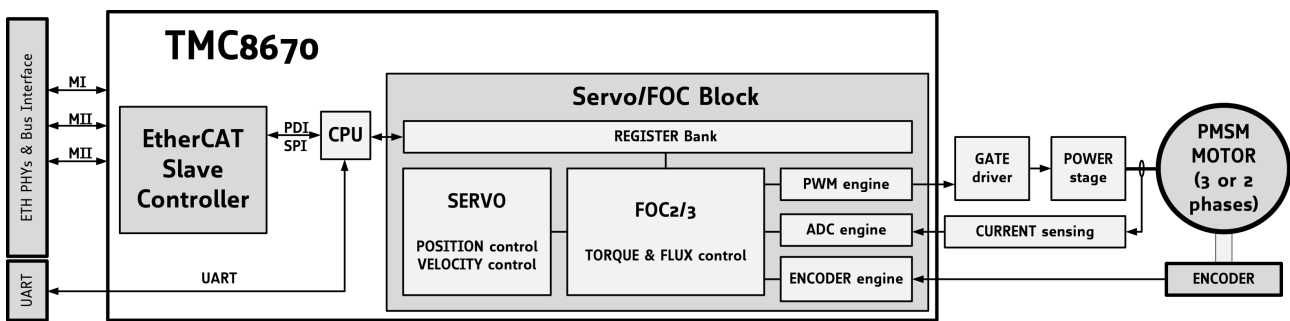 TMC8670
ETH PHYs & Bus Interface
MI
MII
MII
EtherCAT
Slave
Controller
PDI
SPI
CPU
UART
UART
Servo/FOC Block
REGISTER Bank
SERVO
POSITION control
VELOCITY control
FOC2/3
TORQUE & FLUX control
PWM engine
ADC engine
ENCODER engine
GATE
driver
POWER
stage
CURRENT sensing
PMSM
MOTOR
(3 or 2
phases)
ENCODER